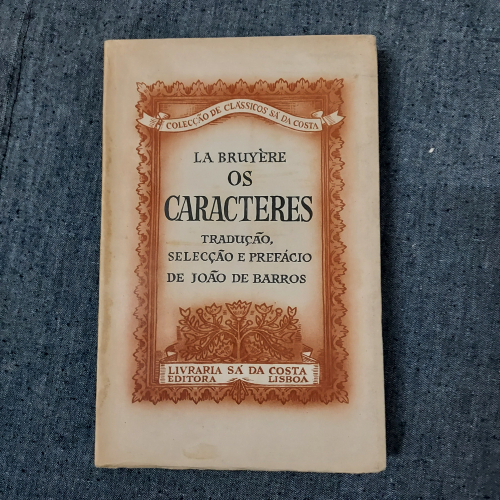 COLECÇÃO DE CLÁSSICOS SÁ DA COSTA
LA BRUYÈRE
OS
CARACTERES
TRADUÇÃO,
SELECÇÃO E PREFÁCIO
DE JOÃO DE BARROS
LIVRARIA SÁ DA COSTA
EDITORA LISBOA